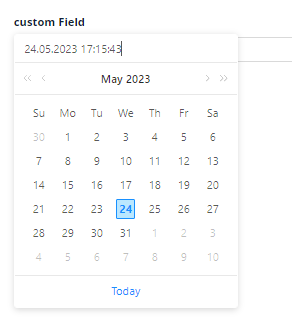 custom Field
24.05.2023 17:15:43
May 2023
Su Mo Tu We Th Fr Sa
30 1 2 3 4 5 6
7 8 9 10 11 12 13
14 15 16 17 18 19 20
21 22 23 24 25 26 27
28 29 30 31 1 2 3
4 5 6 7 8 9 10
Today